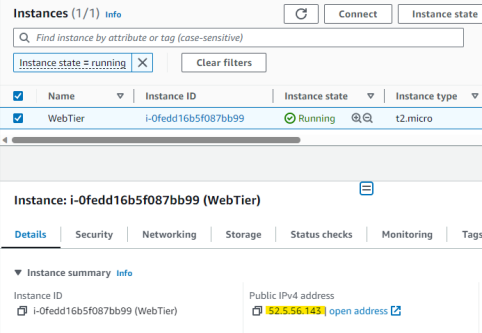 Instances (1/1) Info
Connect
Instance state
Find instance by attribute or tag (case-sensitive)
Instance state = running
Clear filters
Name
Instance ID
Instance state
Instance type
WebTier
i-0fedd16b5f087bb99
Running
t2.micro
Instance: i-0fedd16b5f087bb99 (WebTier)
Details
Security
Networking
Storage
Status checks
Monitoring
Tags
Instance summary Info
Instance ID
Public IPv4 address
i-0fedd16b5f087bb99 (WebTier)
52.5.56.143 | open address